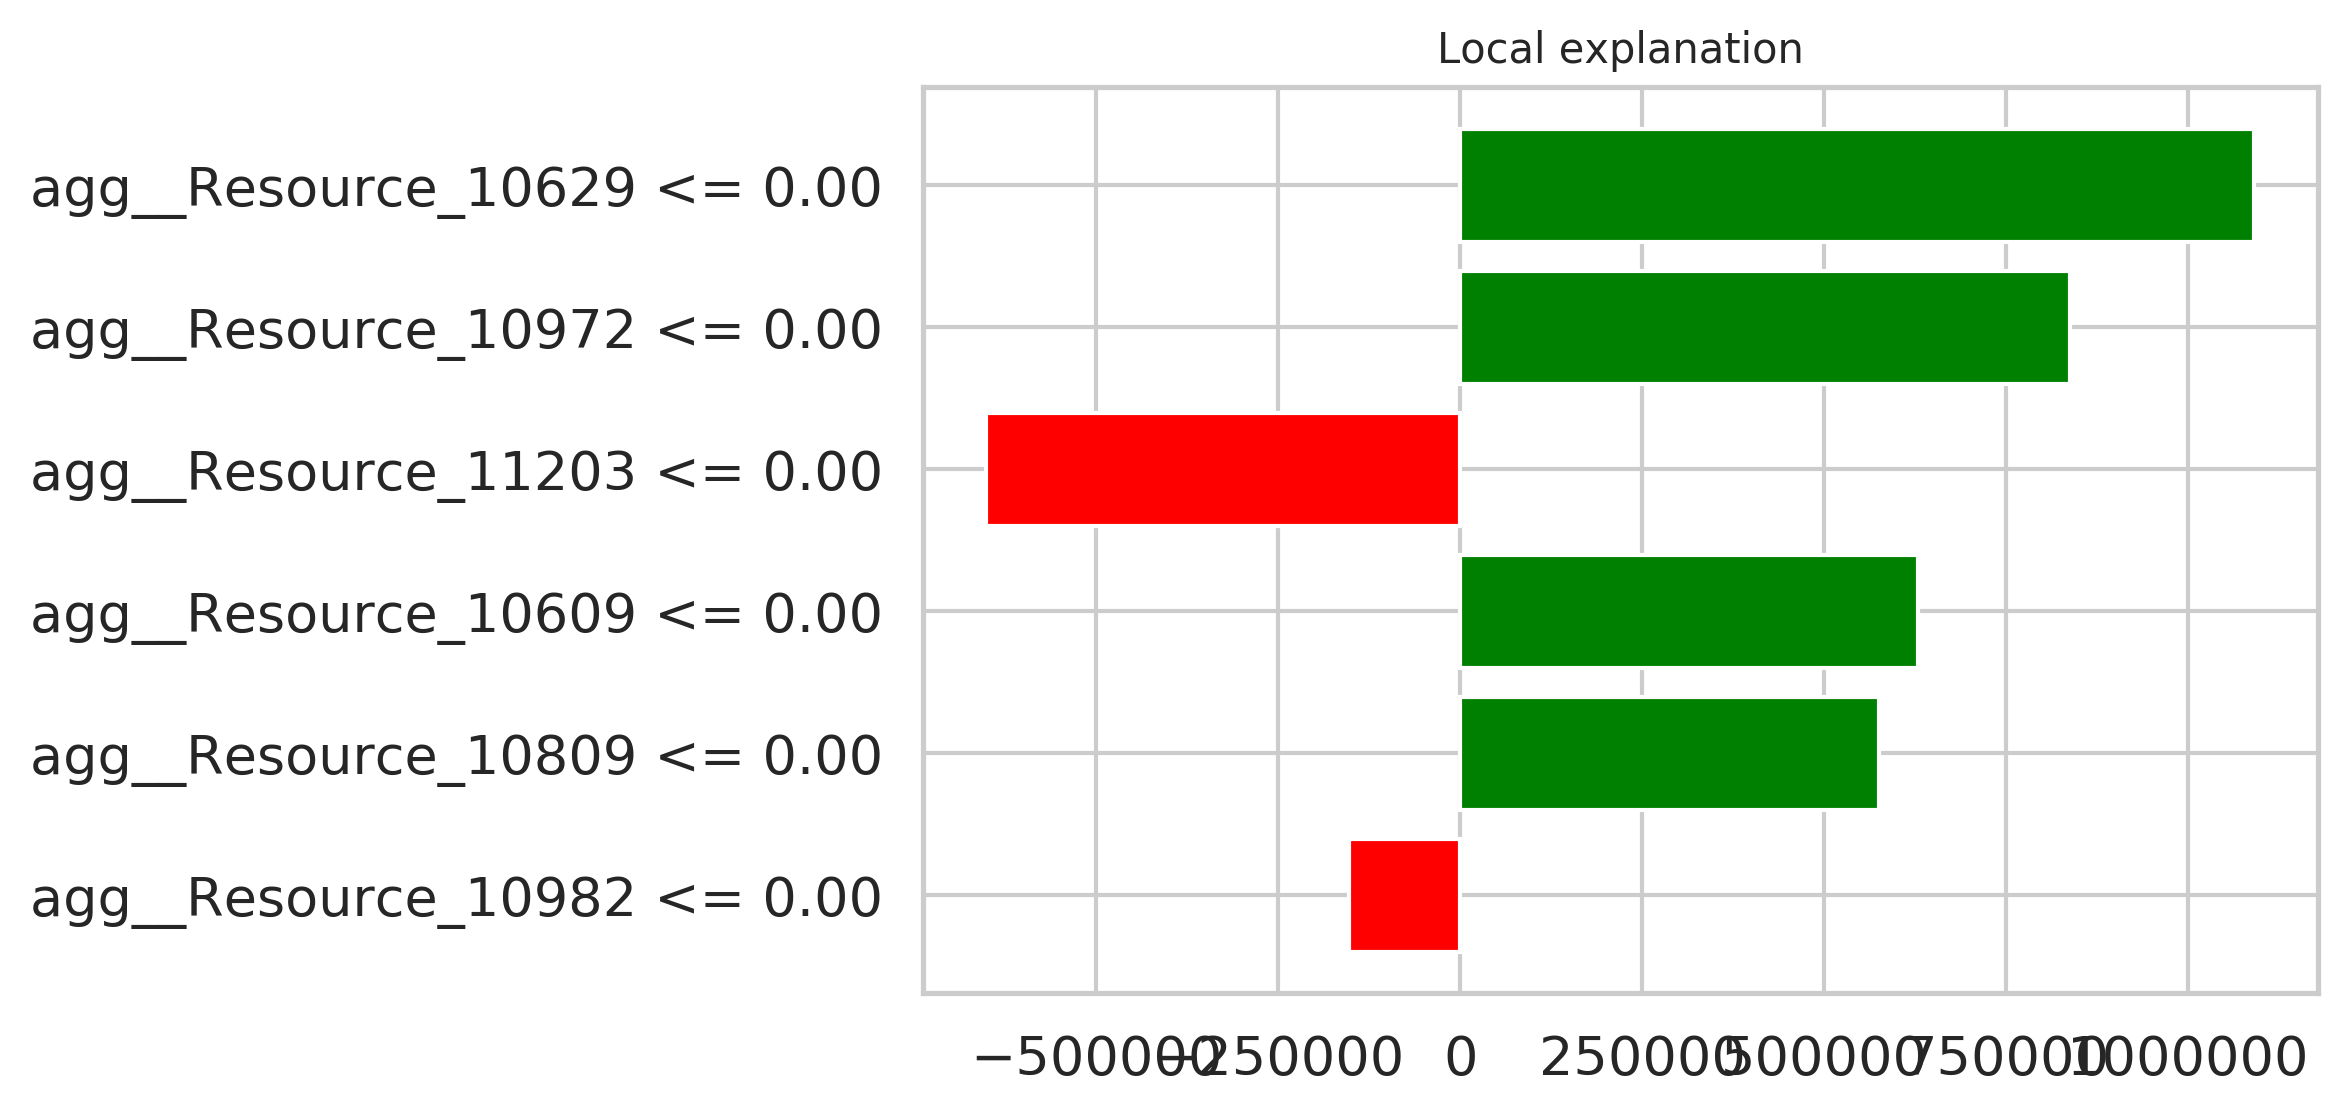 Local explanation
agg__Resource_10629 <= 0.00
agg__Resource_10972 <= 0.00
agg__Resource_11203 <= 0.00
agg__Resource_10609 <= 0.00
agg__Resource_10809 <= 0.00
agg__Resource_10982 <= 0.00
−500000 −250000 0 250000 500000 750000 1000000